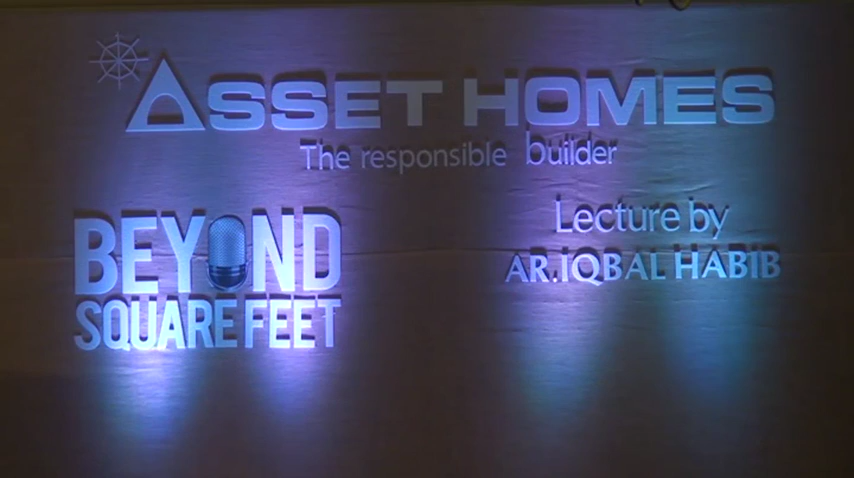 ASSET HOMES
The responsible builder
BEYOND
SQUARE FEET
Lecture by
AR.IQBAL HABIB